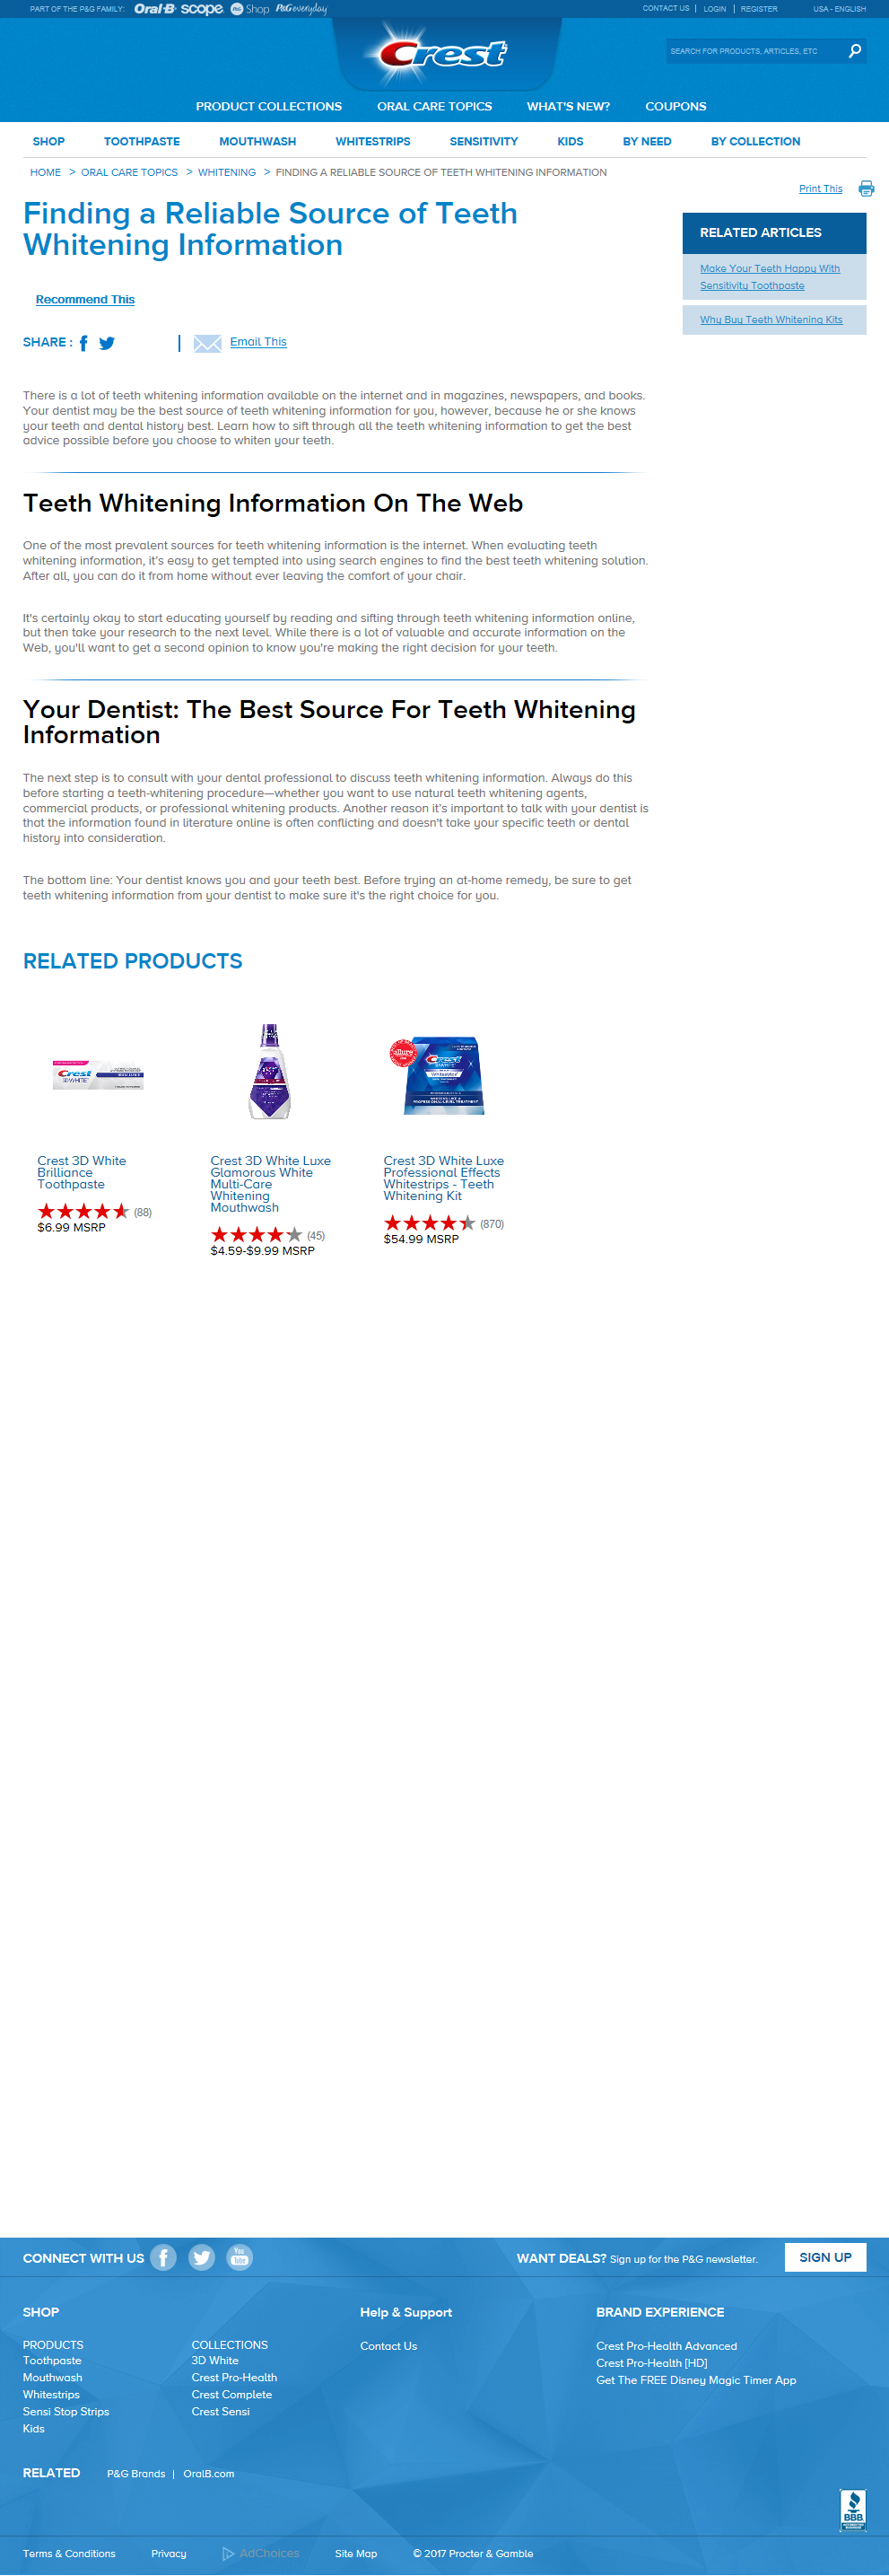 PART OF THE P&G FAMILY: Oral-B scope P&G Shop P&G everyday CONTACT US | LOGIN | REGISTER USA - ENGLISH
Crest
SEARCH FOR PRODUCTS, ARTICLES, ETC
PRODUCT COLLECTIONS ORAL CARE TOPICS WHAT'S NEW? COUPONS
SHOP TOOTHPASTE MOUTHWASH WHITESTRIPS SENSITIVITY KIDS BY NEED BY COLLECTION
HOME > ORAL CARE TOPICS > WHITENING > FINDING A RELIABLE SOURCE OF TEETH WHITENING INFORMATION
Print This
Finding a Reliable Source of Teeth
Whitening Information
RELATED ARTICLES
Make Your Teeth Happy With
Sensitivity Toothpaste
Why Buy Teeth Whitening Kits
Recommend This
SHARE : | Email This
There is a lot of teeth whitening information available on the internet and in magazines, newspapers, and books.
Your dentist may be the best source of teeth whitening information for you, however, because he or she knows
your teeth and dental history best. Learn how to sift through all the teeth whitening information to get the best
advice possible before you choose to whiten your teeth.
Teeth Whitening Information On The Web
One of the most prevalent sources for teeth whitening information is the internet. When evaluating teeth
whitening information, it's easy to get tempted into using search engines to find the best teeth whitening solution.
After all, you can do it from home without ever leaving the comfort of your chair.
It's certainly okay to start educating yourself by reading and sifting through teeth whitening information online,
but then take your research to the next level. While there is a lot of valuable and accurate information on the
Web, you'll want to get a second opinion to know you're making the right decision for your teeth.
Your Dentist: The Best Source For Teeth Whitening
Information
The next step is to consult with your dental professional to discuss teeth whitening information. Always do this
before starting a teeth-whitening procedure—whether you want to use natural teeth whitening agents,
commercial products, or professional whitening products. Another reason it's important to talk with your dentist is
that the information found in literature online is often conflicting and doesn't take your specific teeth or dental
history into consideration.
The bottom line: Your dentist knows you and your teeth best. Before trying an at-home remedy, be sure to get
teeth whitening information from your dentist to make sure it's the right choice for you.
RELATED PRODUCTS
Crest 3D WHITE
allure Crest 3D WHITE Whitestrips
Crest 3D White
Brilliance
Toothpaste
(88)
$6.99 MSRP
Crest 3D White Luxe
Glamorous White
Multi-Care
Whitening
Mouthwash
(45)
$4.59-$9.99 MSRP
Crest 3D White Luxe
Professional Effects
Whitestrips - Teeth
Whitening Kit
(870)
$54.99 MSRP
CONNECT WITH US You Tube WANT DEALS? Sign up for the P&G newsletter. SIGN UP
SHOP
PRODUCTS
Toothpaste
Mouthwash
Whitestrips
Sensi Stop Strips
Kids
COLLECTIONS
3D White
Crest Pro-Health
Crest Complete
Crest Sensi
Help & Support
Contact Us
BRAND EXPERIENCE
Crest Pro-Health Advanced
Crest Pro-Health [HD]
Get The FREE Disney Magic Timer App
RELATED P&G Brands | OralB.com
BBB
Terms & Conditions Privacy AdChoices Site Map © 2017 Procter & Gamble